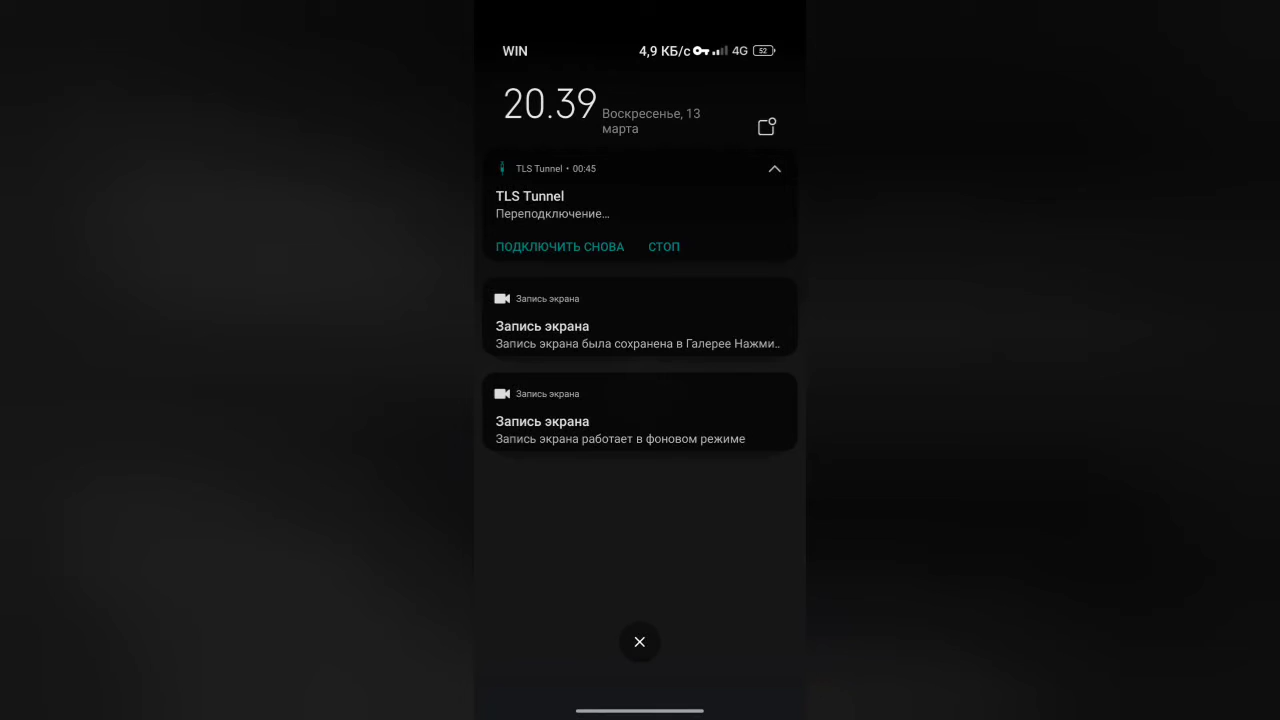 WIN 4,9 КБ/с 4G 52
20.39 Воскресенье, 13
марта
TLS Tunnel • 00:45
TLS Tunnel
Переподключение...
ПОДКЛЮЧИТЬ СНОВА СТОП
Запись экрана
Запись экрана
Запись экрана была сохранена в Галерее Нажми..
Запись экрана
Запись экрана
Запись экрана работает в фоновом режиме